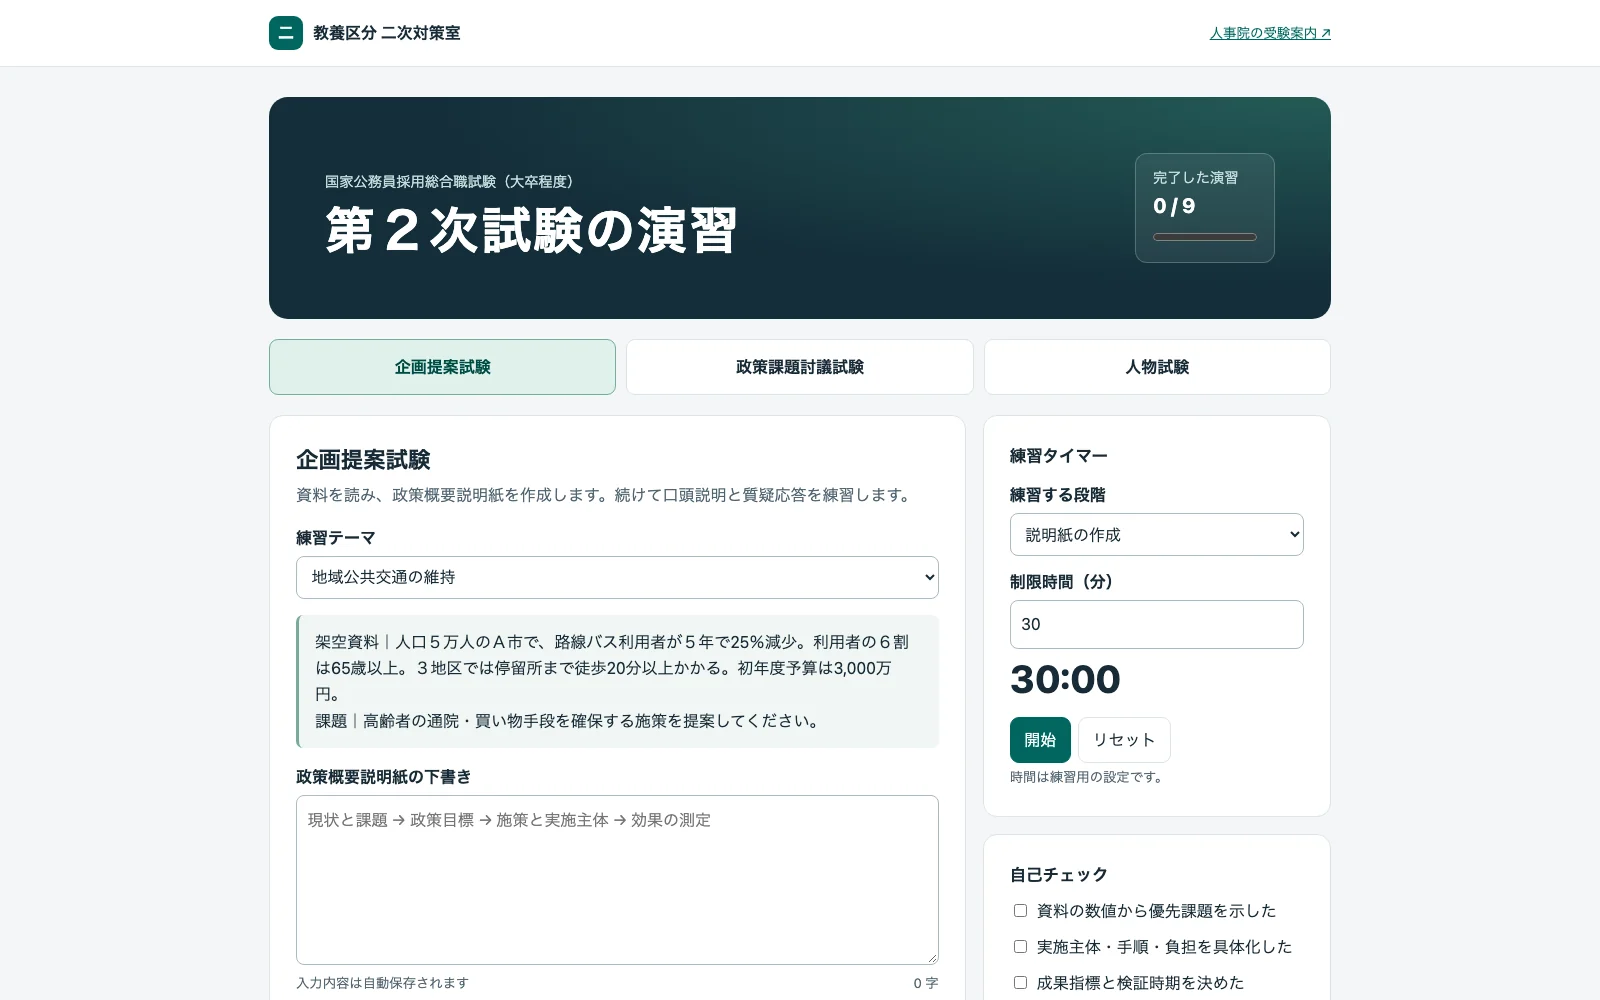 二
教養区分 二次対策室
人事院の受験案内 ↗
国家公務員採用総合職試験（大卒程度）
第２次試験の演習
完了した演習
0 / 9
企画提案試験
政策課題討議試験
人物試験
企画提案試験
資料を読み、政策概要説明紙を作成します。続けて口頭説明と質疑応答を練習します。
練習テーマ
地域公共交通の維持
架空資料｜人口５万人のＡ市で、路線バス利用者が５年で25%減少。利用者の６割
は65歳以上。３地区では停留所まで徒歩20分以上かかる。初年度予算は3,000万
円。
課題｜高齢者の通院・買い物手段を確保する施策を提案してください。
政策概要説明紙の下書き
現状と課題 → 政策目標 → 施策と実施主体 → 効果の測定
入力内容は自動保存されます
0 字
練習タイマー
練習する段階
説明紙の作成
制限時間（分）
30
30:00
開始
リセット
時間は練習用の設定です。
自己チェック
資料の数値から優先課題を示した
実施主体・手順・負担を具体化した
成果指標と検証時期を決めた